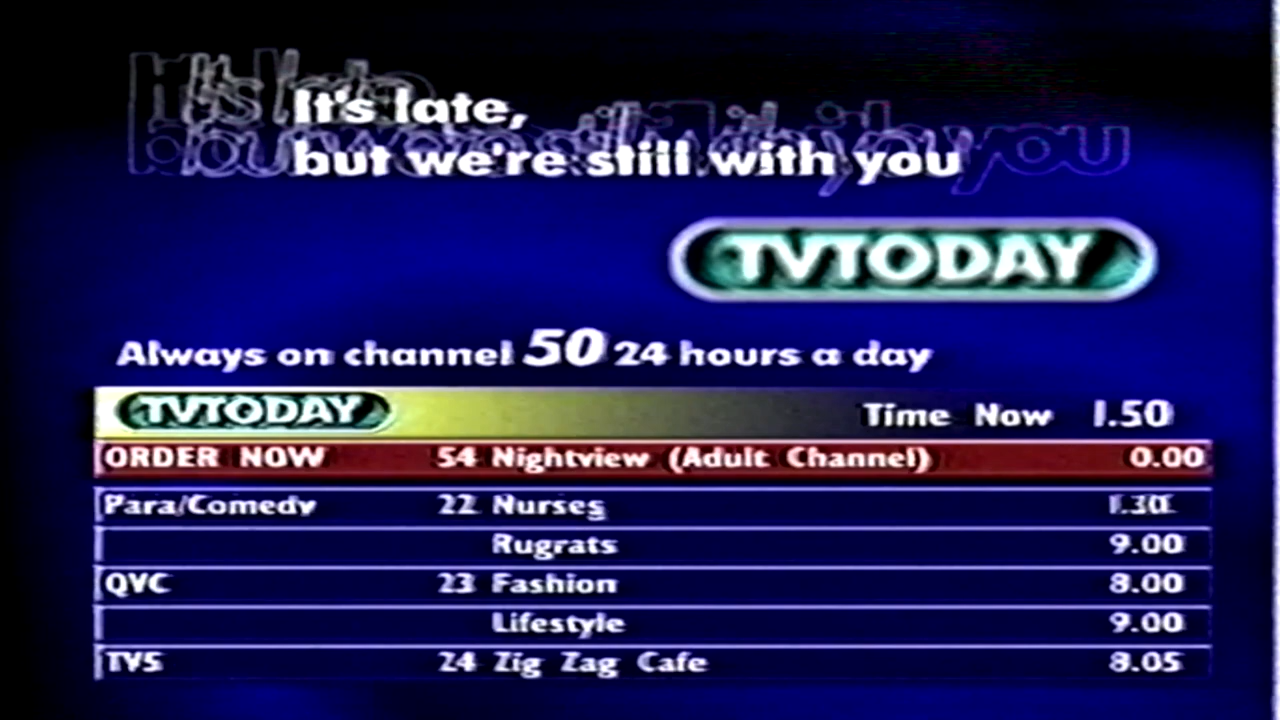 It's late,
but we're still with you
TVTODAY
Always on channel 50 24 hours a day
TVTODAY Time Now 1.50
ORDER NOW 54 Nightview (Adult Channel) 0.00
Para/Comedy 22 Nurses 1.30
Rugrats 9.00
QVC 23 Fashion 8.00
Lifestyle 9.00
TV5 24 Zig Zag Cafe 8.05